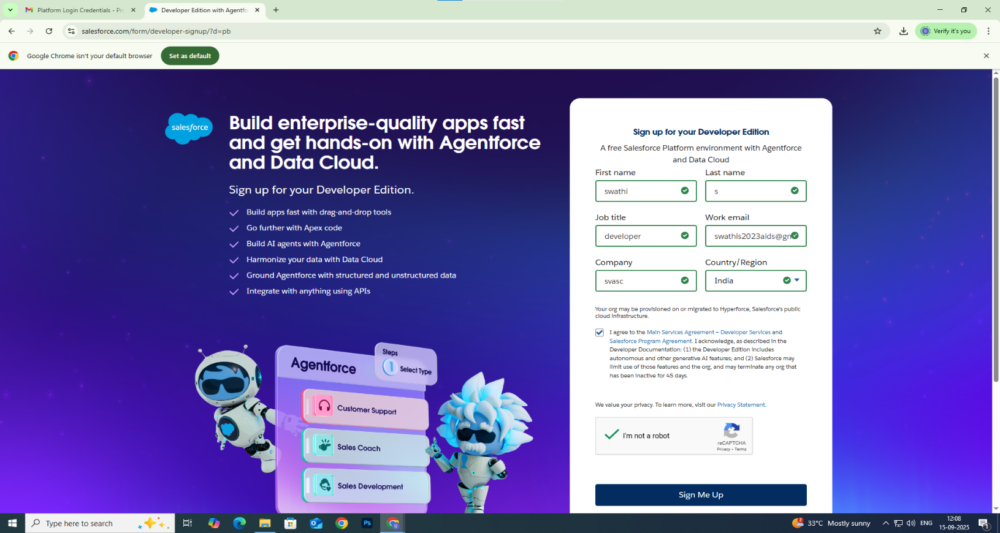 Platform Login Credentials - Pro
Developer Edition with Agentfo
salesforce.com/form/developer-signup/?d=pb
Verify it's you
Google Chrome isn't your default browser
Set as default
salesforce
Build enterprise-quality apps fast
and get hands-on with Agentforce
and Data Cloud.
Sign up for your Developer Edition.
Build apps fast with drag-and-drop tools
Go further with Apex code
Build AI agents with Agentforce
Harmonize your data with Data Cloud
Ground Agentforce with structured and unstructured data
Integrate with anything using APIs
Agentforce
Steps
1 Select Type
Customer Support
Sales Coach
Sales Development
Sign up for your Developer Edition
A free Salesforce Platform environment with Agentforce
and Data Cloud
First name Last name
swathi s
Job title Work email
developer swathis2023aids@gm
Company Country/Region
svasc India
Your org may be provisioned on or migrated to Hyperforce, Salesforce's public
cloud infrastructure.
I agree to the Main Services Agreement – Developer Services and
Salesforce Program Agreement. I acknowledge, as described in the
Developer Documentation: (1) the Developer Edition includes
autonomous and other generative AI features; and (2) Salesforce may
limit use of those features and the org, and may terminate any org that
has been inactive for 45 days.
We value your privacy. To learn more, visit our Privacy Statement.
I'm not a robot
reCAPTCHA
Privacy - Terms
Sign Me Up
Type here to search
Ps
2
33°C Mostly sunny
ENG
12:08
15-09-2025
1